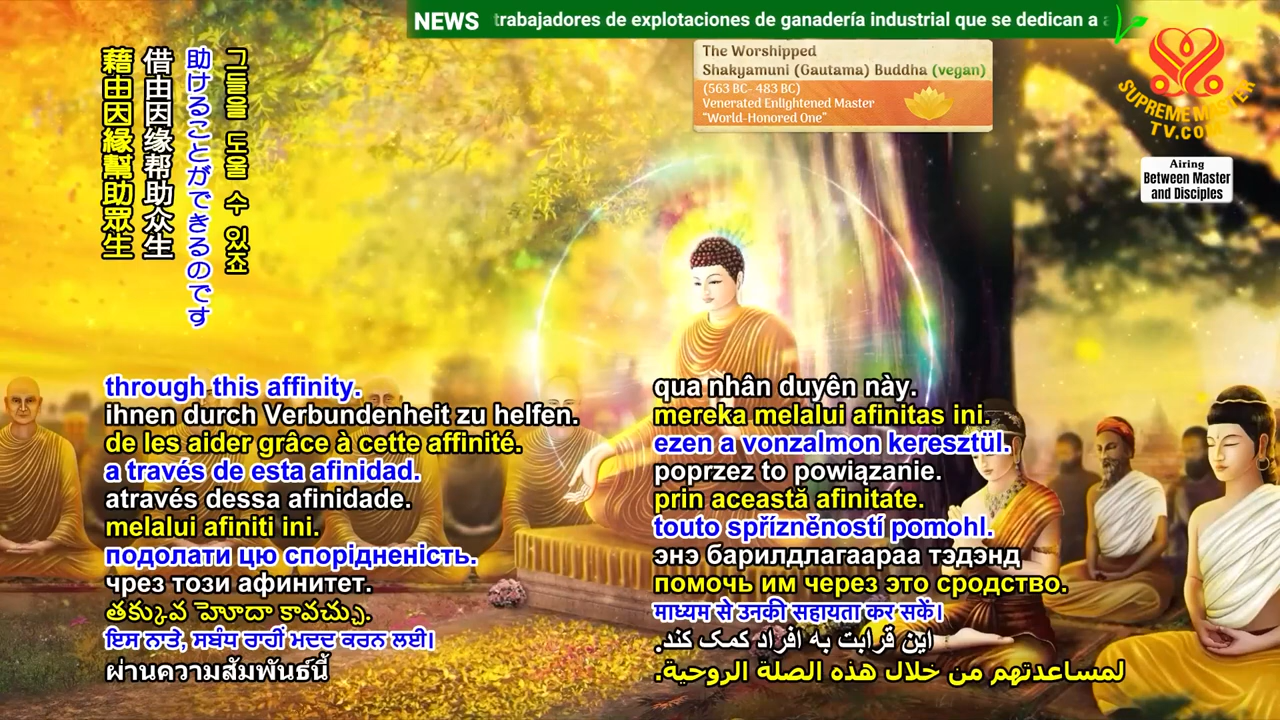 NEWS trabajadores de explotaciones de ganadería industrial que se dedican a
The Worshipped
Shakyamuni (Gautama) Buddha (vegan)
(563 BC- 483 BC)
Venerated Enlightened Master
"World-Honored One"
SUPREME MASTER
TV.COM
Airing
Between Master
and Disciples
그들을 도울 수 있죠
助けることができるのです
借由因缘帮助众生
藉由因緣幫助眾生
through this affinity.
ihnen durch Verbundenheit zu helfen.
de les aider grâce à cette affinité.
a través de esta afinidad.
através dessa afinidade.
melalui afiniti ini.
подолати цю спорідненість.
чрез този афинитет.
తక్కువ హెూదా కావచ్చు.
ਇਸ ਨਾਤੇ, ਸਬੰਧ ਰਾਹੀਂ ਮਦਦ ਕਰਨ ਲਈ।
ผ่านความสัมพันธ์นี้
qua nhân duyên này.
mereka melalui afinitas ini.
ezen a vonzalmon keresztül.
poprzez to powiązanie.
prin această afinitate.
touto spřízněností pomohl.
энэ барилдлагаараа тэдэнд
помочь им через это сродство.
माध्यम से उनकी सहायता कर सकें।
این قرابت به افراد کمک کند.
لمساعدتهم من خلال هذه الصلة الروحية.